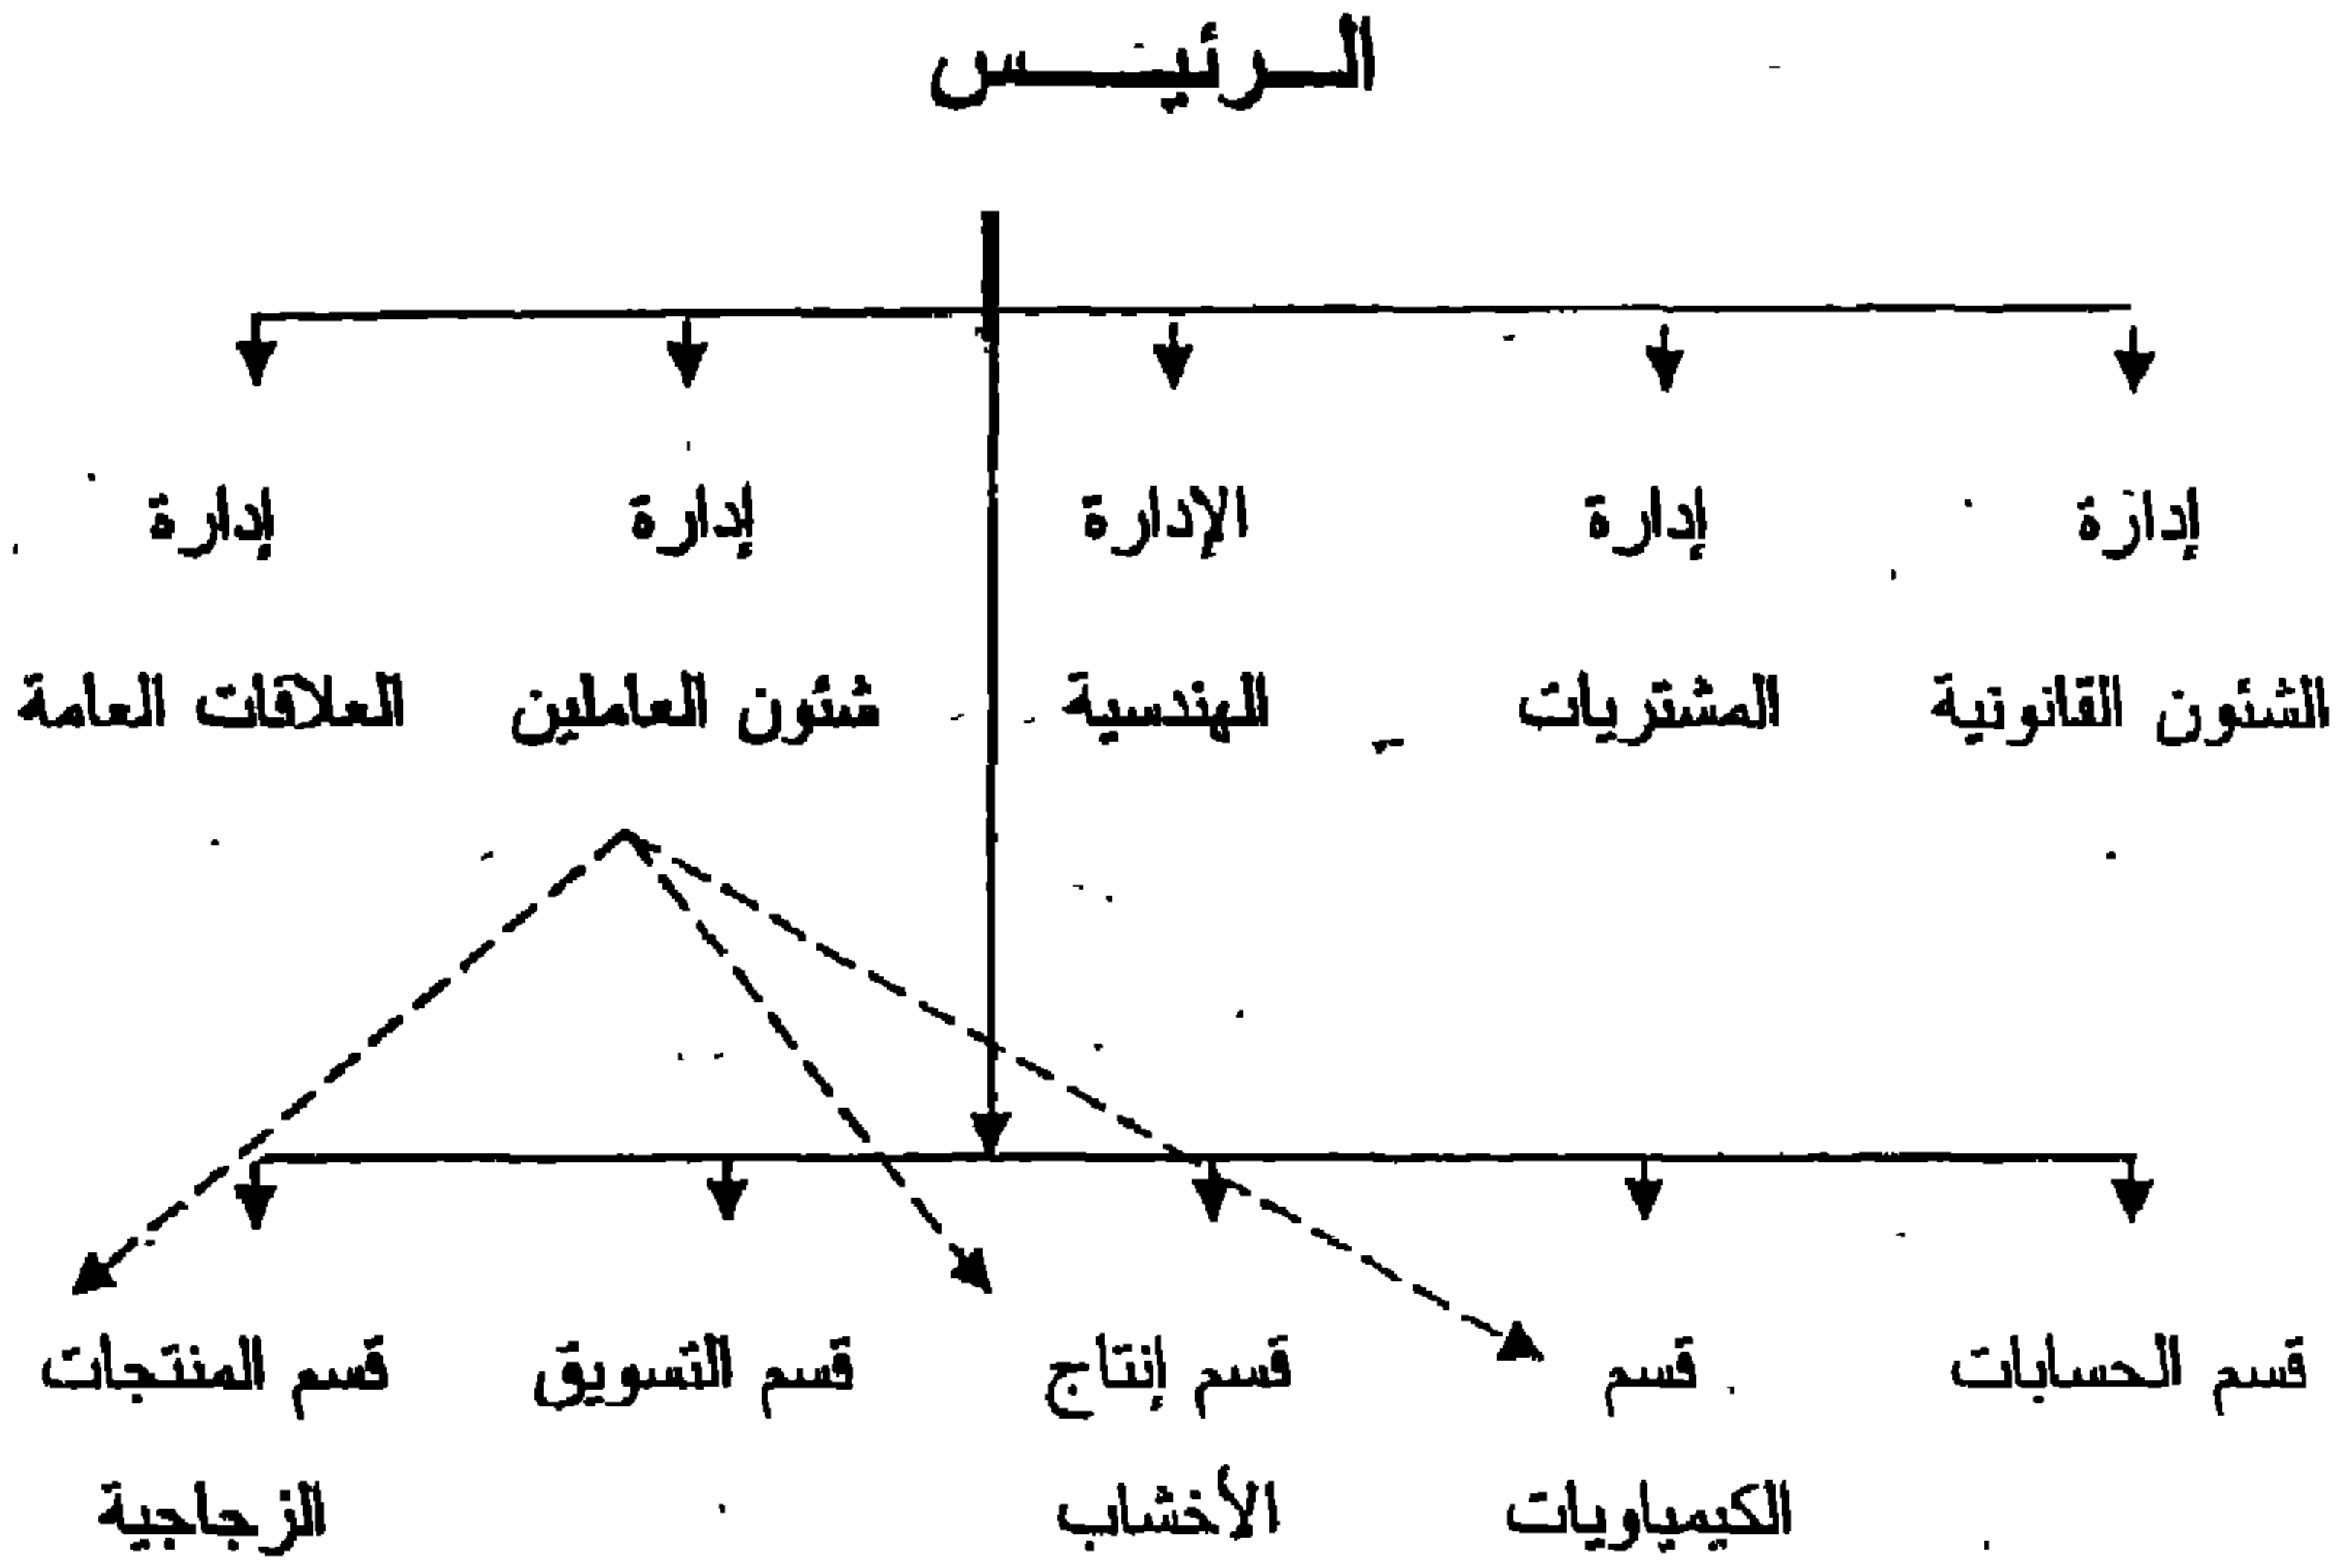 الـــرئيــــس
إدارة
إدارة
الإدارة
إدارة
إدارة
الشئون القانونية
المشتريات
الهندسية
شئون العاملين
العلاقات العامة
قسم الحسابات
قسم
قسم إنتاج
قسم التسويق
قسم المنتجات
الكيمياويات
الأخشاب
الزجاجية